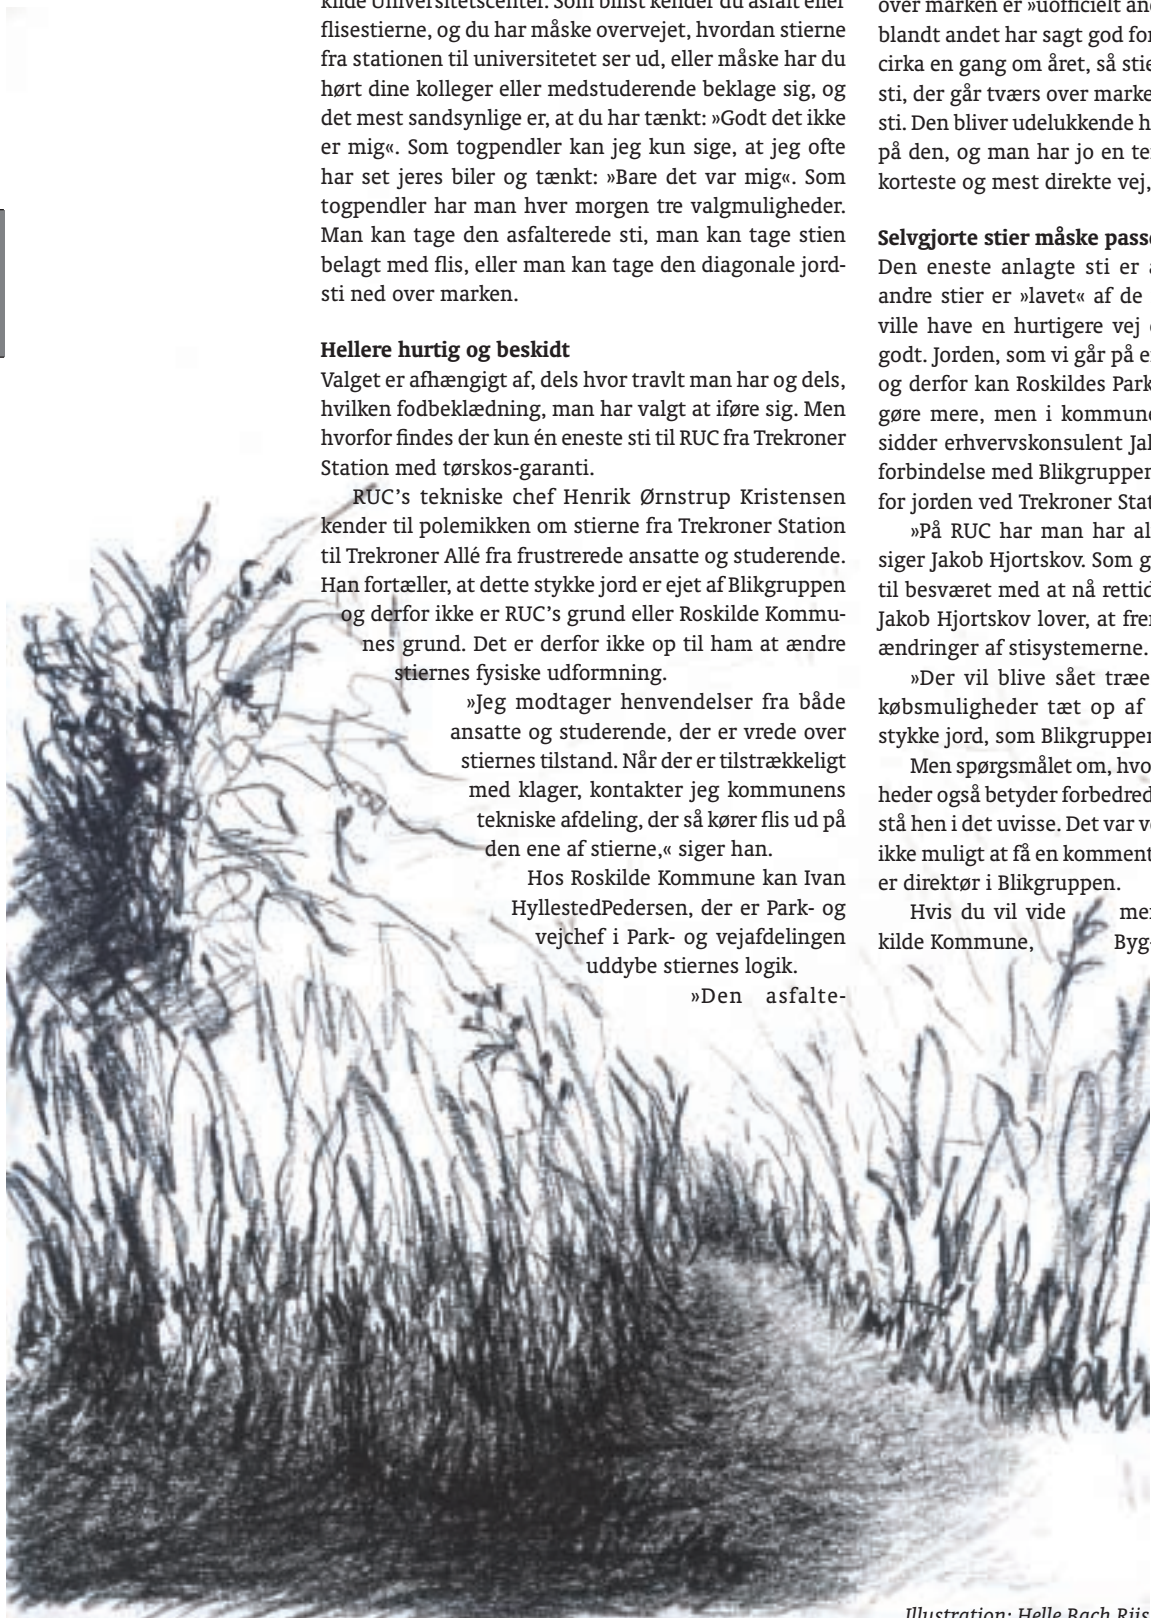 kilde Universitetscenter. Som bilist kender du asfalt eller
flisestierne, og du har måske overvejet, hvordan stierne
fra stationen til universitetet ser ud, eller måske har du
hørt dine kolleger eller medstuderende beklage sig, og
det mest sandsynlige er, at du har tænkt: »Godt det ikke
er mig«. Som togpendler kan jeg kun sige, at jeg ofte
har set jeres biler og tænkt: »Bare det var mig«. Som
togpendler har man hver morgen tre valgmuligheder.
Man kan tage den asfalterede sti, man kan tage stien
belagt med flis, eller man kan tage den diagonale jord-
sti ned over marken.
Hellere hurtig og beskidt
Valget er afhængigt af, dels hvor travlt man har og dels,
hvilken fodbeklædning, man har valgt at iføre sig. Men
hvorfor findes der kun én eneste sti til RUC fra Trekroner
Station med tørskos-garanti.
RUC's tekniske chef Henrik Ørnstrup Kristensen
kender til polemikken om stierne fra Trekroner Station
til Trekroner Allé fra frustrerede ansatte og studerende.
Han fortæller, at dette stykke jord er ejet af Blikgruppen
og derfor ikke er RUC's grund eller Roskilde Kommu-
nes grund. Det er derfor ikke op til ham at ændre
stiernes fysiske udformning.
»Jeg modtager henvendelser fra både
ansatte og studerende, der er vrede over
stiernes tilstand. Når der er tilstrækkeligt
med klager, kontakter jeg kommunens
tekniske afdeling, der så kører flis ud på
den ene af stierne,« siger han.
Hos Roskilde Kommune kan Ivan
HyllestedPedersen, der er Park- og
vejchef i Park- og vejafdelingen
uddybe stiernes logik.
»Den asfalte-
over marken er »uofficielt
blandt andet har sagt god for
cirka en gang om året, så
sti, der går tværs over
sti. Den bliver udelukkende
på den, og man har jo en
korteste og mest direkte vej,
Selvgjorte stier måske
Den eneste anlagte sti er
andre stier er »lavet« af de
ville have en hurtigere vej
godt. Jorden, som vi går på
og derfor kan Roskildes
gøre mere, men i
sidder erhvervskonsulent
forbindelse med Blikgruppen
for jorden ved Trekroner
»På RUC har man har
siger Jakob Hjortskov. Som
til besværet med at nå
Jakob Hjortskov lover, at
ændringer af stisystemerne.
»Der vil blive sået
købsmuligheder tæt op af
stykke jord, som Blikgruppen
Men spørgsmålet om,
heder også betyder
stå hen i det uvisse. Det var
ikke muligt at få en
er direktør i Blikgruppen.
Hvis du vil vide
kilde Kommune,
Illustration: Helle Bach Riis